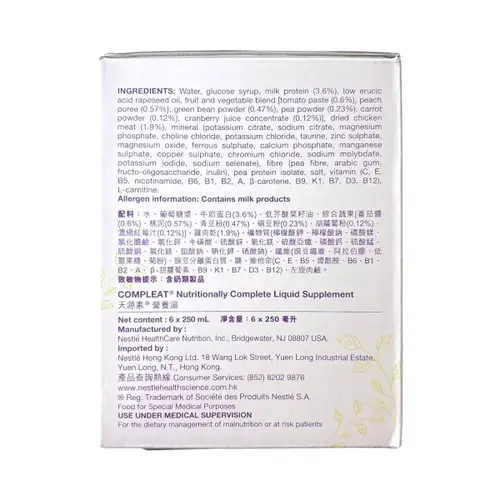 INGREDIENTS: Water, glucose syrup, milk protein (3.6%), low erucic
acid rapeseed oil, fruit and vegetable blend [tomato paste (0.6%), peach
puree (0.57%), green bean powder (0.47%), pea powder (0.23%), carrot
powder (0.12%), cranberry juice concentrate (0.12%)], dried chicken
meat (1.9%), mineral (potassium citrate, sodium citrate, magnesium
phosphate, choline chloride, potassium chloride, taurine, zinc sulphate,
magnesium oxide, ferrous sulphate, calcium phosphate, manganese
sulphate, copper sulphate, chromium chloride, sodium molybdate,
potassium iodide, sodium selenate), fibre (pea fibre, arabic gum,
fructo-oligosaccharide, inulin), pea protein isolate, salt, vitamin (C, E,
B5, nicotinamide, B6, B1, B2, A, β-carotene, B9, K1, B7, D3, B12),
L-carnitine.
Allergen information: Contains milk products
配料：水、葡萄糖漿、牛奶蛋白(3.6%)、低芥酸菜籽油、綜合蔬果[番茄醬
(0.6%)、桃泥(0.57%)、青豆粉(0.47%)、豌豆粉(0.23%)、胡蘿蔔粉(0.12%)、
濃縮紅莓汁(0.12%)]、雞肉乾(1.9%)、礦物質(檸檬酸鉀、檸檬酸鈉、磷酸鎂、
氯化膽鹼、氯化鉀、牛磺酸、硫酸鋅、氧化鎂、硫酸亞鐵、磷酸鈣、硫酸錳、
硫酸銅、氯化鉻、鉬酸鈉、碘化鉀、硒酸鈉)、纖維(豌豆纖維、阿拉伯膠、低
聚果糖、菊粉)、豌豆分離蛋白質、鹽、維他命(C、E、B5、煙酰胺、B6、B1、
B2、A、β-胡蘿蔔素、B9、K1、B7、D3、B12)、左旋肉鹼。
致敏物提示：含奶類製品
COMPLEAT® Nutritionally Complete Liquid Supplement
天源素® 營養湯
Net content : 6 x 250 mL 淨含量：6 x 250 毫升
Manufactured by :
Nestlé HealthCare Nutrition, Inc., Bridgewater, NJ 08807 USA.
Imported by :
Nestlé Hong Kong Ltd. 18 Wang Lok Street, Yuen Long Industrial Estate,
Yuen Long, N.T., Hong Kong.
產品查詢熱線 Consumer Services: (852) 8202 9876
www.nestlehealthscience.com.hk
® Reg. Trademark of Société des Produits Nestlé S.A.
Food for Special Medical Purposes
USE UNDER MEDICAL SUPERVISION
For the dietary management of malnutrition or at risk patients